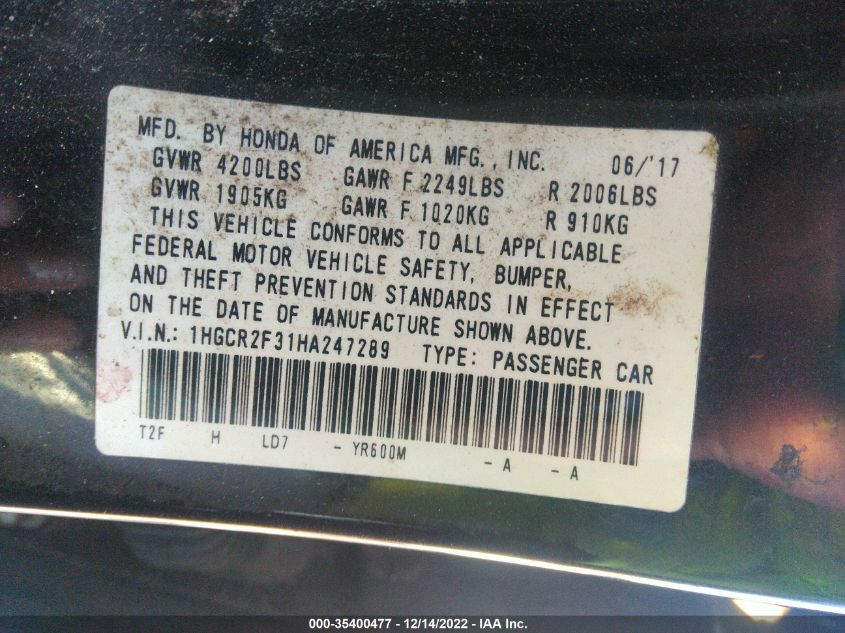 MFD. BY HONDA OF AMERICA MFG., INC. 06/'17
GVWR 4200LBS GAWR F 2249LBS R 2006LBS
GVWR 1905KG GAWR F 1020KG R 910KG
THIS VEHICLE CONFORMS TO ALL APPLICABLE
FEDERAL MOTOR VEHICLE SAFETY, BUMPER,
AND THEFT PREVENTION STANDARDS IN EFFECT
ON THE DATE OF MANUFACTURE SHOWN ABOVE.
V.I.N.: 1HGCR2F31HA247289 TYPE: PASSENGER CAR
T2F H LD7 - YR600M - A - A
000-35400477 - 12/14/2022 - IAA Inc.